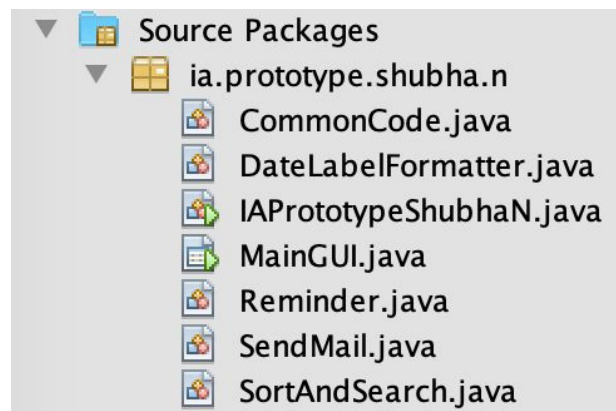 Source Packages
ia.prototype.shubha.n
CommonCode.java
DateLabelFormatter.java
IAPrototypeShubhaN.java
MainGUI.java
Reminder.java
SendMail.java
SortAndSearch.java